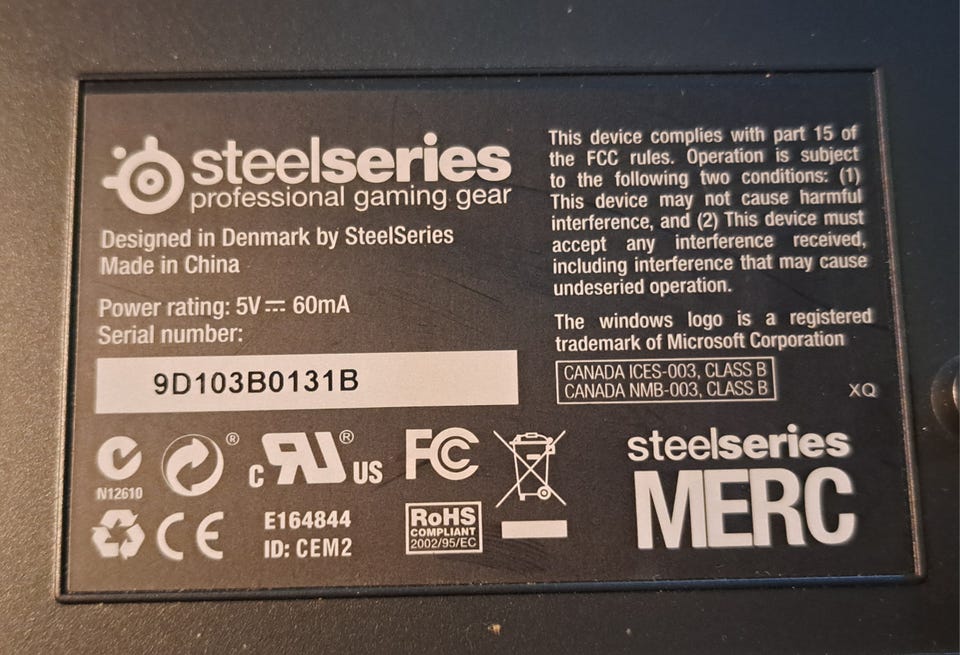 steelseries
professional gaming gear
Designed in Denmark by SteelSeries
Made in China
Power rating: 5V ⎓ 60mA
Serial number:
9D103B0131B
N12610
®
c RU ® US
FC
CE
E164844
ID: CEM2
RoHS
COMPLIANT
2002/95/EC
This device complies with part 15 of
the FCC rules. Operation is subject
to the following two conditions: (1)
This device may not cause harmful
interference, and (2) This device must
accept any interference received,
including interference that may cause
undeseried operation.
The windows logo is a registered
trademark of Microsoft Corporation
CANADA ICES-003, CLASS B
CANADA NMB-003, CLASS B
XQ
steelseries
MERC